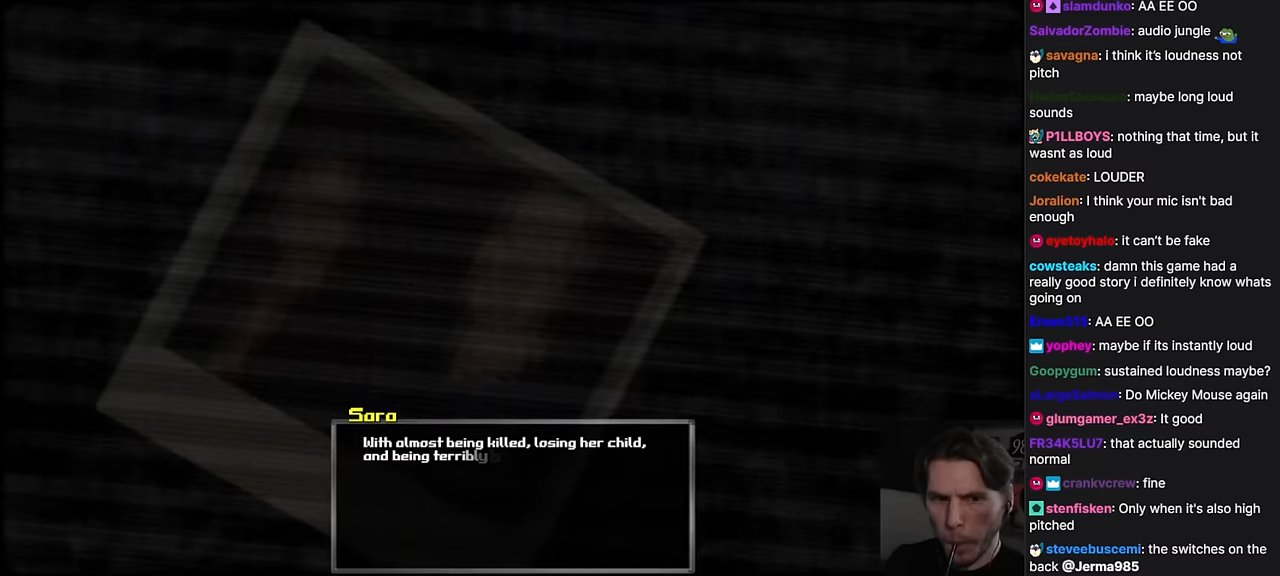 Sara
With almost being killed, losing her child,
and being terribly
slamdunko: AA EE OO
SalvadorZombie: audio jungle
savagna: i think it’s loudness not
pitch
: maybe long loud
sounds
P1LLBOYS: nothing that time, but it
wasnt as loud
cokekate: LOUDER
Joralion: I think your mic isn't bad
enough
eyetoyhalo: it can’t be fake
cowsteaks: damn this game had a
really good story i definitely know whats
going on
: AA EE OO
yophey: maybe if its instantly loud
Goopygum: sustained loudness maybe?
: Do Mickey Mouse again
glumgamer_ex3z: It good
FR34K5LU7: that actually sounded
normal
crankvcrew: fine
stenfisken: Only when it's also high
pitched
steveebuscemi: the switches on the
back @Jerma985